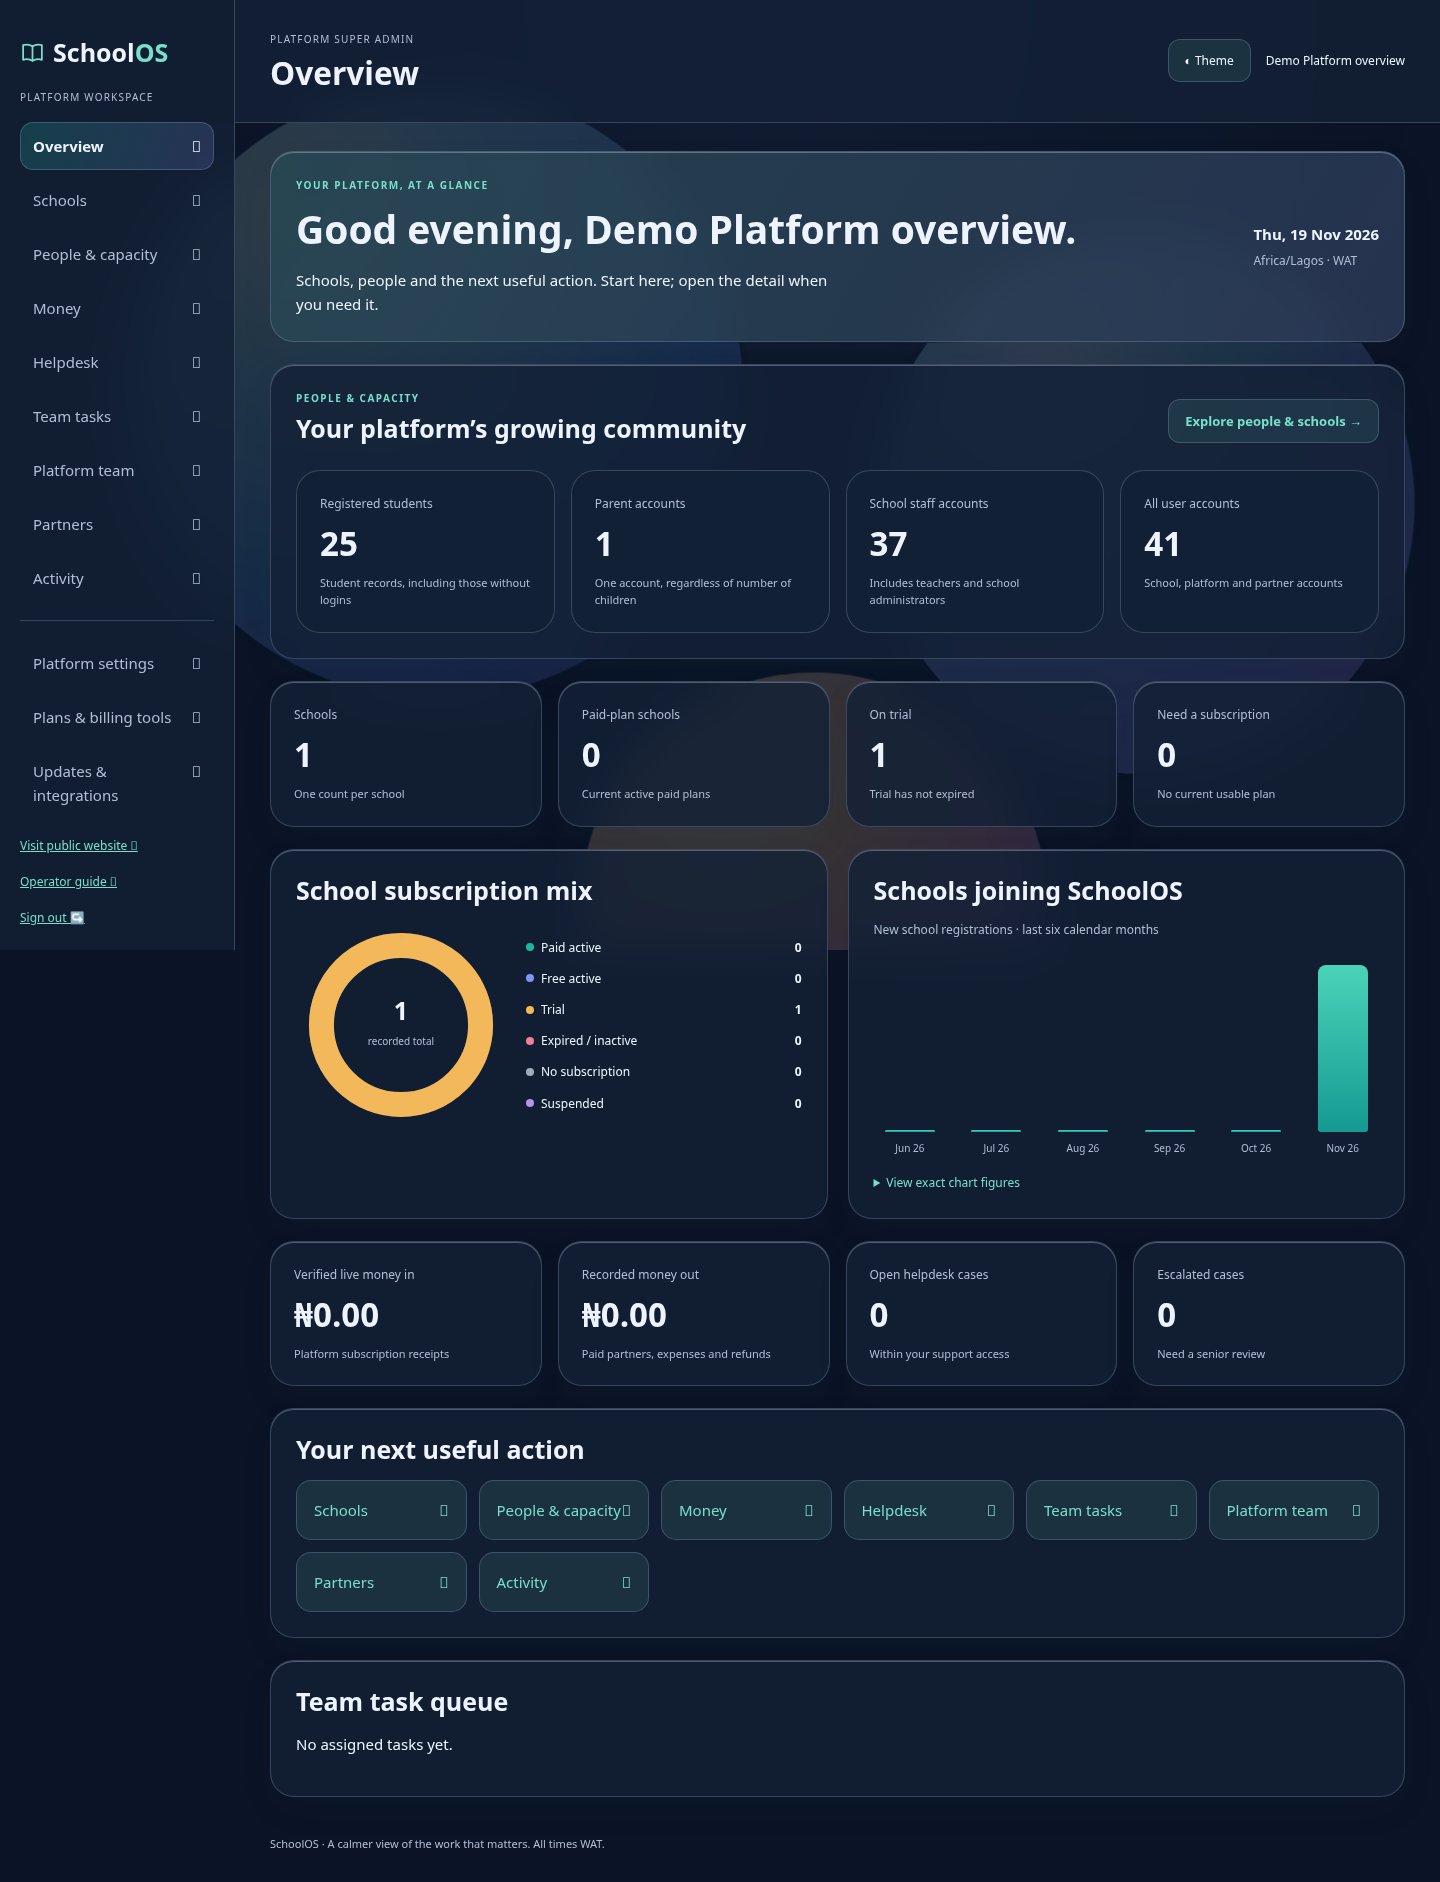 SchoolOS
PLATFORM WORKSPACE
Overview
Schools
People & capacity
Money
Helpdesk
Team tasks
Platform team
Partners
Activity
Platform settings
Plans & billing tools
Updates &
integrations
Visit public website
Operator guide
Sign out
PLATFORM SUPER ADMIN
Overview
Theme
Demo Platform overview
YOUR PLATFORM, AT A GLANCE
Good evening, Demo Platform overview.
Schools, people and the next useful action. Start here; open the detail when
you need it.
Thu, 19 Nov 2026
Africa/Lagos · WAT
PEOPLE & CAPACITY
Your platform’s growing community
Explore people & schools →
Registered students
25
Student records, including those without
logins
Parent accounts
1
One account, regardless of number of
children
School staff accounts
37
Includes teachers and school
administrators
All user accounts
41
School, platform and partner accounts
Schools
1
One count per school
Paid-plan schools
0
Current active paid plans
On trial
1
Trial has not expired
Need a subscription
0
No current usable plan
School subscription mix
1
recorded total
Paid active 0
Free active 0
Trial 1
Expired / inactive 0
No subscription 0
Suspended 0
Schools joining SchoolOS
New school registrations · last six calendar months
Jun 26 Jul 26 Aug 26 Sep 26 Oct 26 Nov 26
▶ View exact chart figures
Verified live money in
₦0.00
Platform subscription receipts
Recorded money out
₦0.00
Paid partners, expenses and refunds
Open helpdesk cases
0
Within your support access
Escalated cases
0
Need a senior review
Your next useful action
Schools
People & capacity
Money
Helpdesk
Team tasks
Platform team
Partners
Activity
Team task queue
No assigned tasks yet.
SchoolOS · A calmer view of the work that matters. All times WAT.